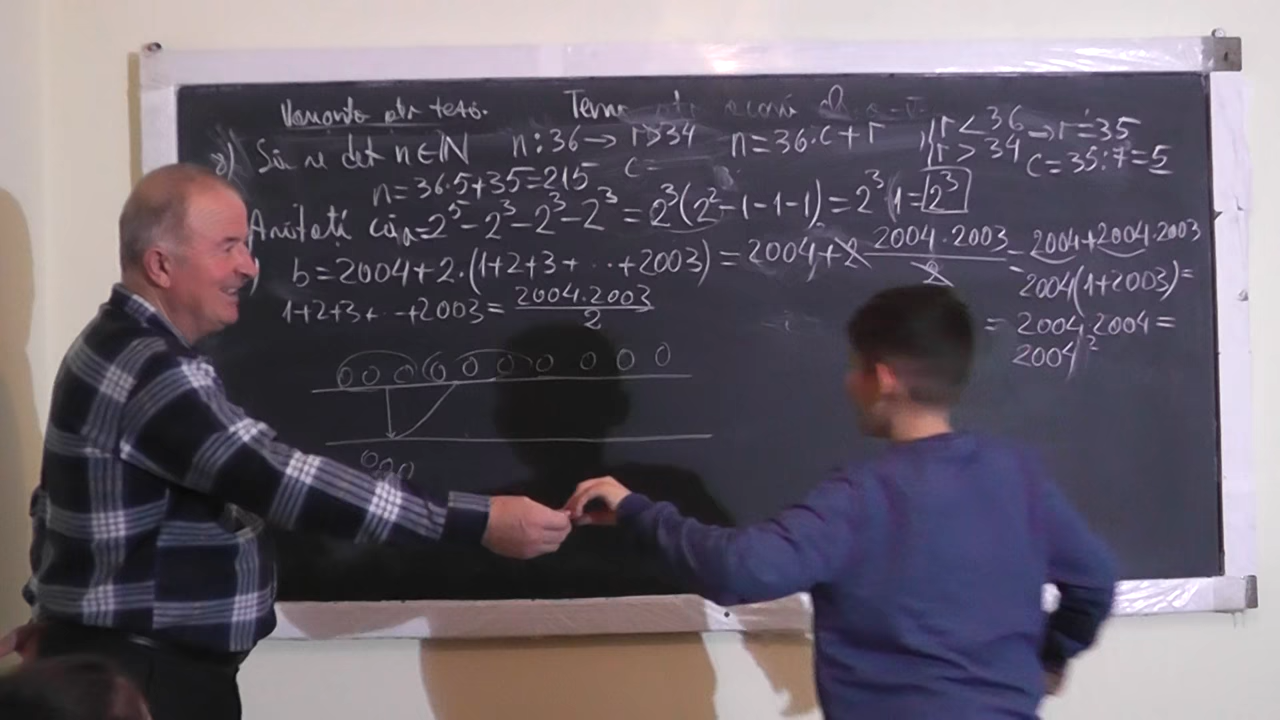 Variante ptr teză. Tema
Să se det n∈ℕ n:36→ r>34 n=36·c+r r<36 →r=35
r>34 c=35:7=5
n=36·5+35=215 c=
Arătați că a=2⁵-2³-2³-2³=2³(2²-1-1-1)=2³·1=2³
b=2004+2·(1+2+3+...+2003)=2004+2·2004·2003/2=2004+2004·2003
2004(1+2003)=
1+2+3+...+2003=2004·2003/2
=2004·2004=
2004²